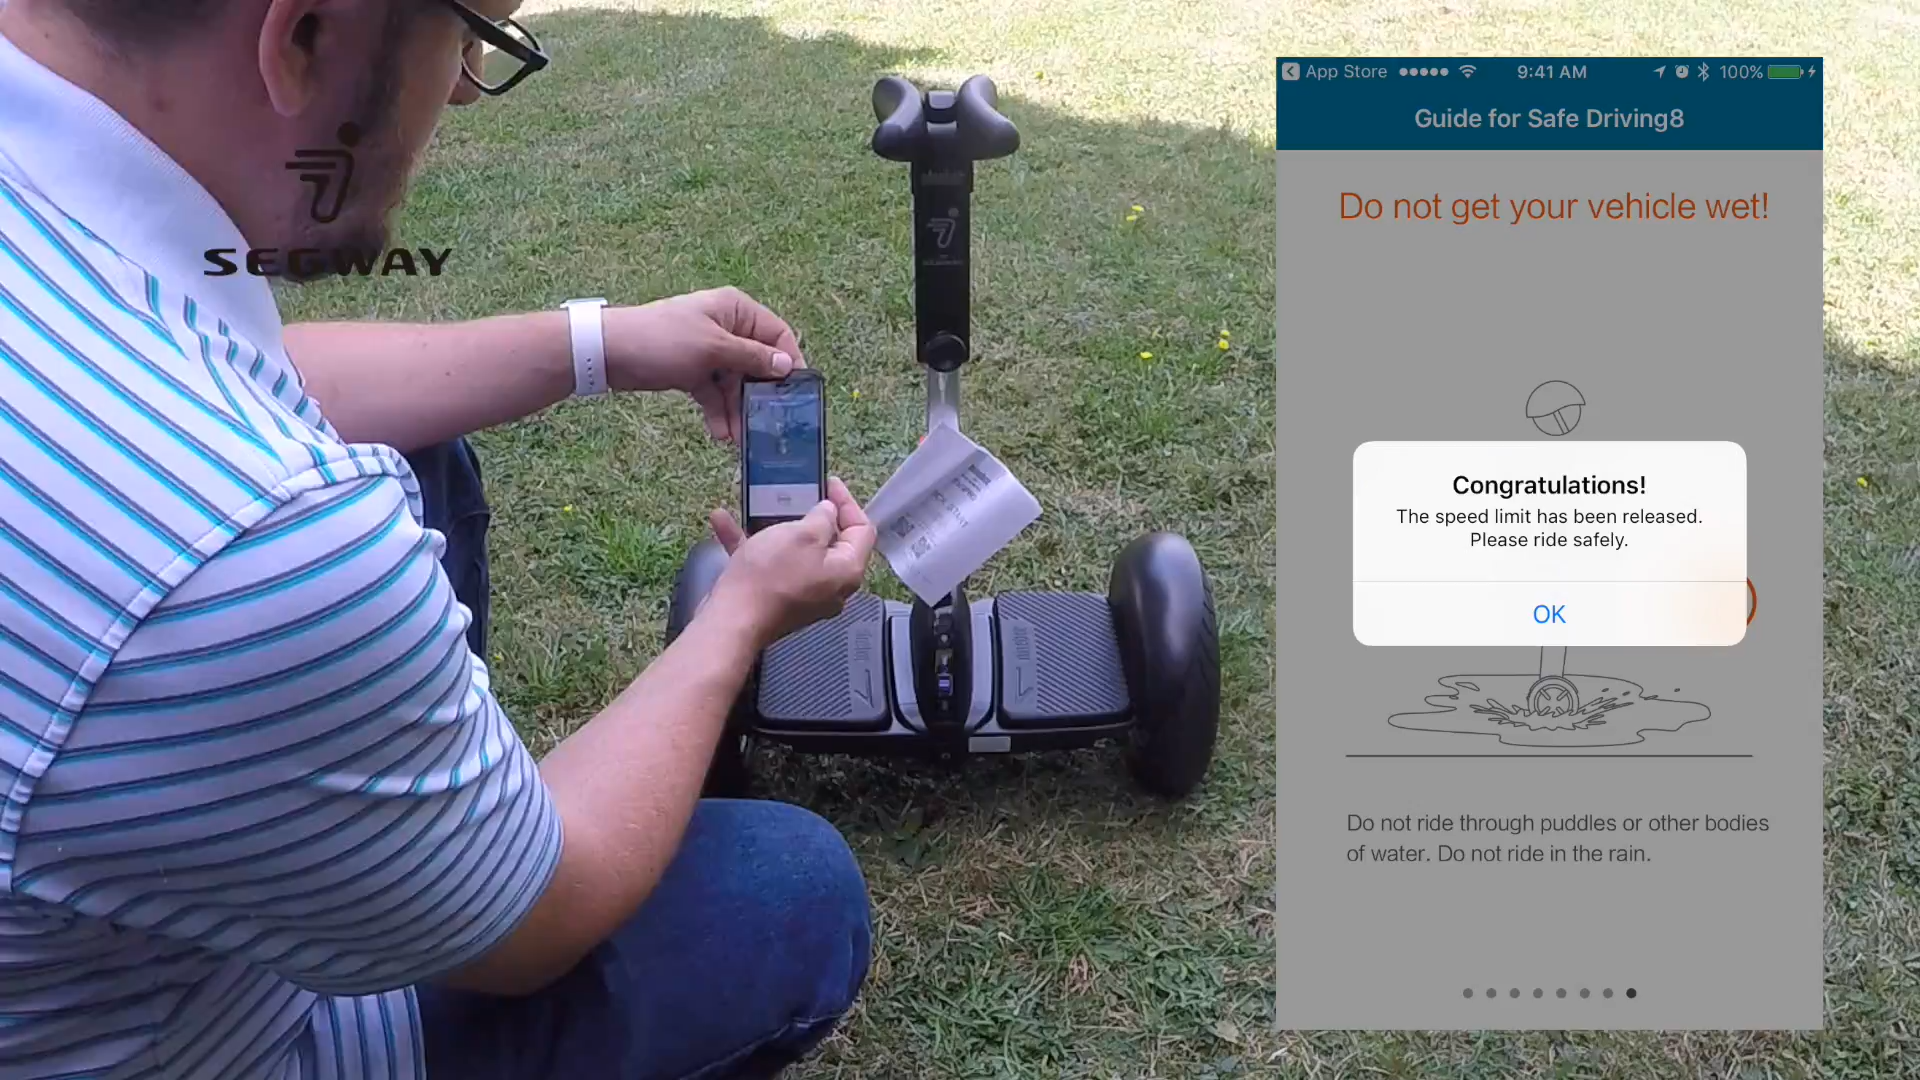 SEGWAY
App Store
9:41 AM
100%
Guide for Safe Driving8
Do not get your vehicle wet!
Congratulations!
The speed limit has been released.
Please ride safely.
OK
Do not ride through puddles or other bodies
of water. Do not ride in the rain.